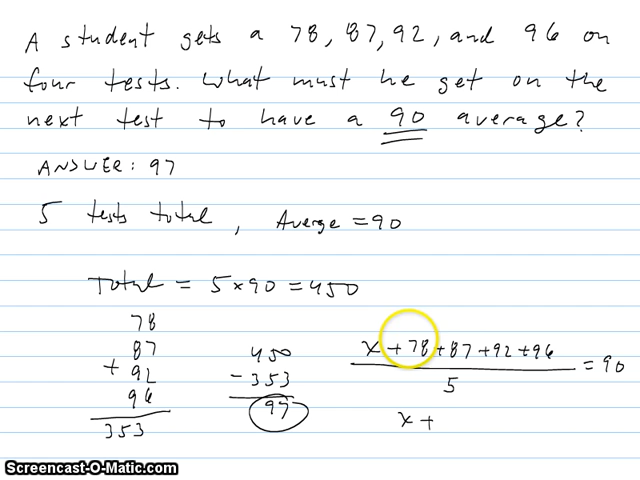 A student gets a 78, 87, 92, and 96 on
four tests. What must he get on the
next test to have a 90 average?
ANSWER: 97
5 tests total, Averge = 90
Total = 5 × 90 = 450
78
87
+ 92
96
353
450
- 353
97
x + 78 + 87 + 92 + 96
5
= 90
x +
Screencast-O-Matic.com